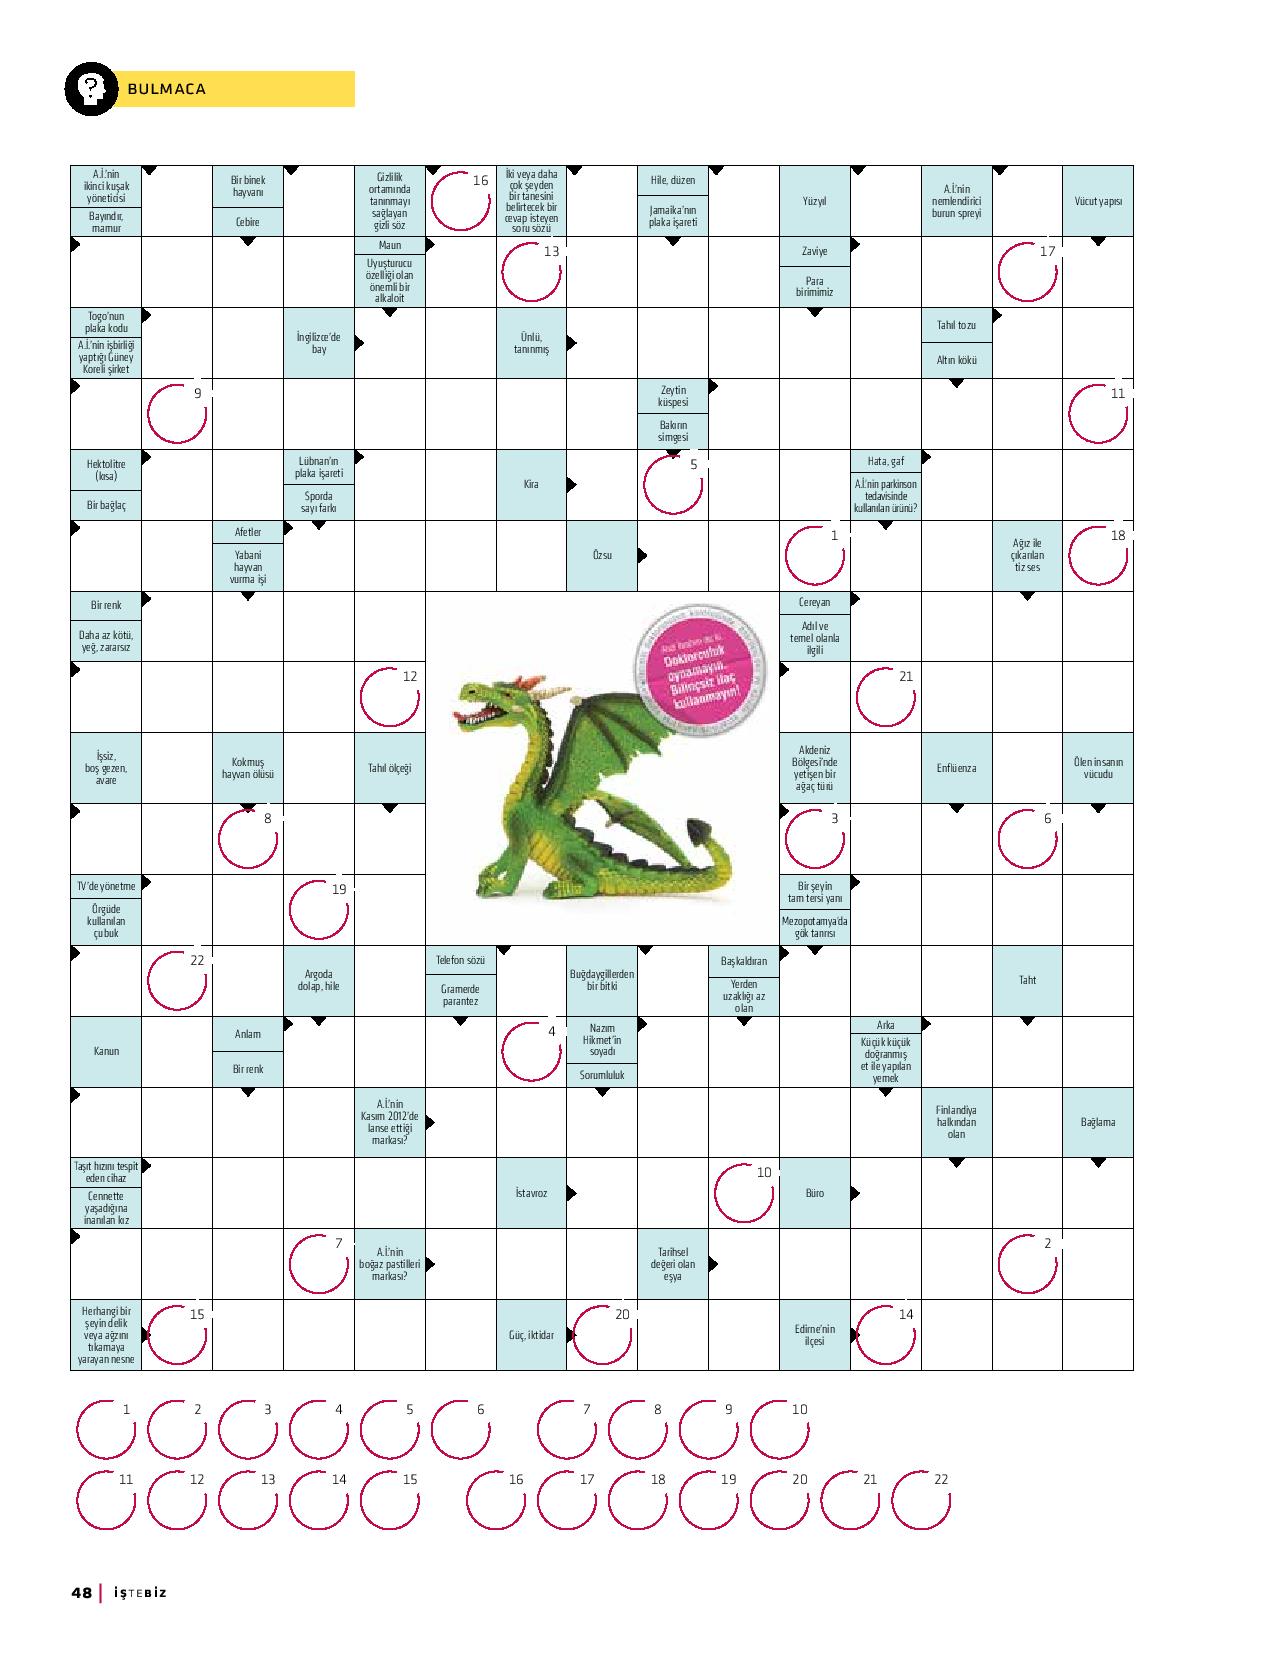 BULMACA
A.İ.'nin
ikinci kuşak
yöneticisi
Bayındır,
mamur
Bir binek
hayvanı
Cebire
Gizlilik
ortamında
tanınmayı
sağlayan
gizli söz
16
İki veya daha
çok şeyden
bir tanesini
belirtecek bir
cevap isteyen
soru sözü
Hile, düzen
Jamaika'nın
plaka işareti
Yüzyıl
A.İ.'nin
nemlendirici
burun spreyi
Vücut yapısı
Maun
Uyuşturucu
özelliği olan
önemli bir
alkaloit
13
Zaviye
Para
birimimiz
17
Togo'nun
plaka kodu
A.İ.'nin işbirliği
yaptığı Güney
Koreli şirket
İngilizce'de
bay
Ünlü,
tanınmış
Tahıl tozu
Altın kökü
9
Zeytin
küspesi
Bakırın
simgesi
11
Hektolitre
(kısa)
Bir bağlaç
Lübnan'ın
plaka işareti
Sporda
sayı farkı
Kira
5
Hata, gaf
A.İ.'nin parkinson
tedavisinde
kullanılan ürünü?
Afetler
Yabani
hayvan
vurma işi
Özsu
1
Ağız ile
çıkarılan
tiz ses
18
Bir renk
Daha az kötü,
yeğ, zararsız
Doktorculuk
oynamayın.
Bilinçsiz ilaç
kullanmayın!
Cereyan
Adıl ve
temel olanla
ilgili
12
21
İşsiz,
boş gezen,
avare
Kokmuş
hayvan ölüsü
Tahıl ölçeği
Akdeniz
Bölgesi'nde
yetişen bir
ağaç türü
Enflüenza
Ölen insanın
vücudu
8
3
6
TV'de yönetme
Örgüde
kullanılan
çubuk
19
Bir şeyin
tam tersi yanı
Mezopotamya'da
gök tanrısı
22
Argoda
dolap, hile
Telefon sözü
Gramerde
parantez
Buğdaygillerden
bir bitki
Başkaldıran
Yerden
uzaklığı az
olan
Taht
Kanun
Anlam
Bir renk
4
Nazım
Hikmet'in
soyadı
Sorumluluk
Arka
Küçük küçük
doğranmış
et ile yapılan
yemek
A.İ.'nin
Kasım 2012'de
lanse ettiği
markası?
Finlandiya
halkından
olan
Bağlama
Taşıt hızını tespit
eden cihaz
Cennette
yaşadığına
inanılan kız
İstavroz
10
Büro
7
A.İ.'nin
boğaz pastilleri
markası?
Tarihsel
değeri olan
eşya
2
Herhangi bir
şeyin delik
veya ağzını
tıkamaya
yarayan nesne
15
Güç, iktidar
20
Edirne'nin
ilçesi
14
1 2 3 4 5 6 7 8 9 10
11 12 13 14 15 16 17 18 19 20 21 22
48 | İŞTEBİZ